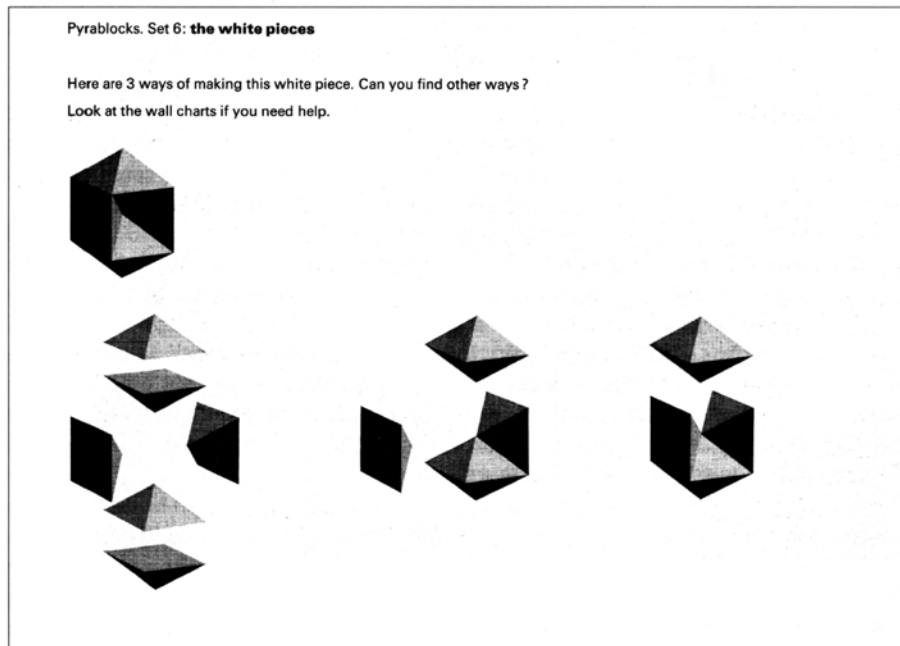 Pyrablocks. Set 6: the white pieces
Here are 3 ways of making this white piece. Can you find other ways?
Look at the wall charts if you need help.